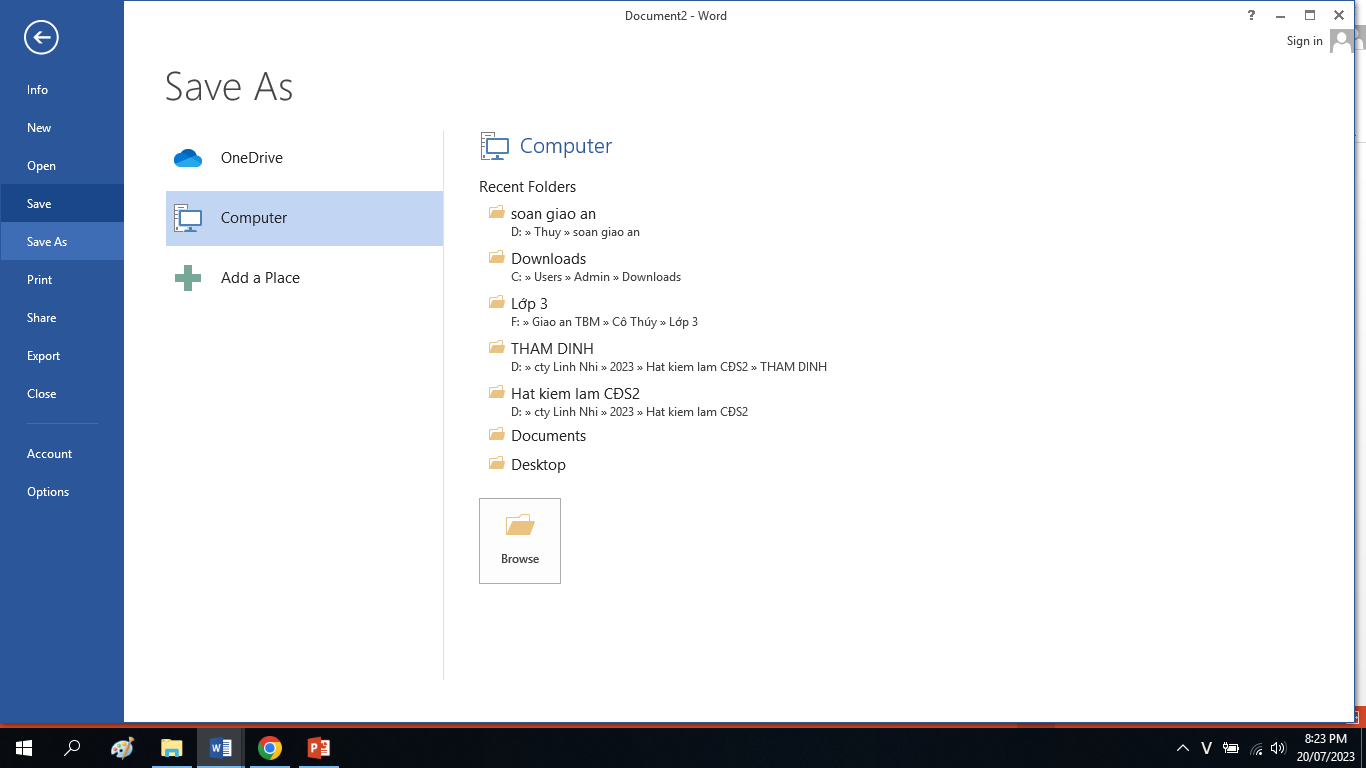 Document2 - Word
?
Sign in
Info
New
Open
Save
Save As
Print
Share
Export
Close
Account
Options
Save As
OneDrive
Computer
Add a Place
Computer
Recent Folders
soan giao an
D: » Thuy » soan giao an
Downloads
C: » Users » Admin » Downloads
Lớp 3
F: » Giao an TBM » Cô Thúy » Lớp 3
THAM DINH
D: » cty Linh Nhi » 2023 » Hat kiem lam CĐS2 » THAM DINH
Hat kiem lam CĐS2
D: » cty Linh Nhi » 2023 » Hat kiem lam CĐS2
Documents
Desktop
Browse
V
8:23 PM
20/07/2023